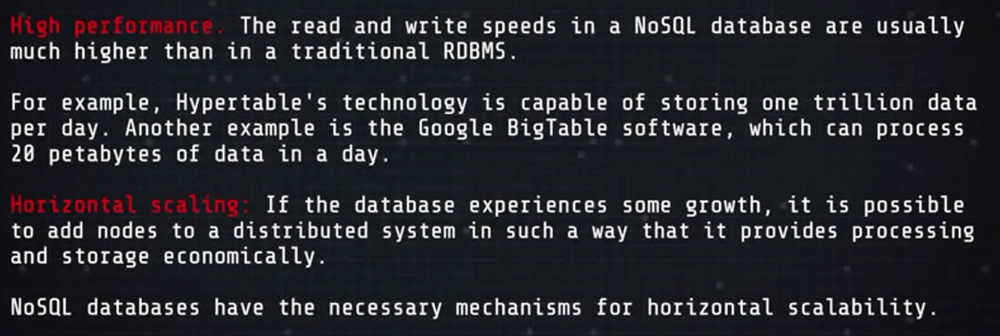 High performance. The read and write speeds in a NoSQL database are usually
much higher than in a traditional RDBMS.
For example, Hypertable's technology is capable of storing one trillion data
per day. Another example is the Google BigTable software, which can process
20 petabytes of data in a day.
Horizontal scaling: If the database experiences some growth, it is possible
to add nodes to a distributed system in such a way that it provides processing
and storage economically.
NoSQL databases have the necessary mechanisms for horizontal scalability.